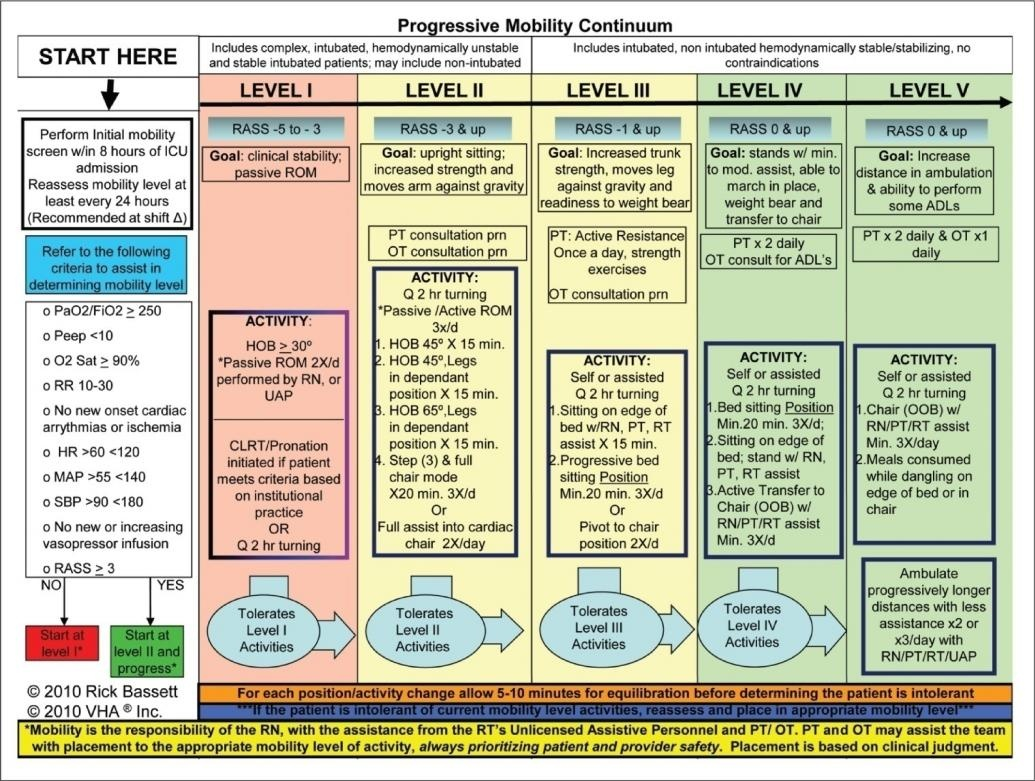 Progressive Mobility Continuum
START HERE
Includes complex, intubated, hemodynamically unstable
and stable intubated patients; may include non-intubated
Includes intubated, non intubated hemodynamically stable/stabilizing, no
contraindications
Perform Initial mobility
screen w/in 8 hours of ICU
admission
Reassess mobility level at
least every 24 hours
(Recommended at shift Δ)
Refer to the following
criteria to assist in
determining mobility level
o PaO2/FiO2 ≥ 250
o Peep <10
o O2 Sat ≥ 90%
o RR 10-30
o No new onset cardiac
arrythmias or ischemia
o HR >60 <120
o MAP >55 <140
o SBP >90 <180
o No new or increasing
vasopressor infusion
o RASS ≥ 3
NO
YES
Start at
level I*
Start at
level II and
progress*
© 2010 Rick Bassett
© 2010 VHA ® Inc.
LEVEL I
RASS -5 to - 3
Goal: clinical stability;
passive ROM
ACTIVITY:
HOB ≥ 30º
*Passive ROM 2X/d
performed by RN, or
UAP
CLRT/Pronation
initiated if patient
meets criteria based on
institutional
practice
OR
Q 2 hr turning
Tolerates
Level I
Activities
LEVEL II
RASS -3 & up
Goal: upright sitting;
increased strength and
moves arm against gravity
PT consultation prn
OT consultation prn
ACTIVITY:
Q 2 hr turning
*Passive /Active ROM
3x/d
1. HOB 45º X 15 min.
2. HOB 45º,Legs
in dependant
position X 15 min.
3. HOB 65º,Legs
in dependant
position X 15 min.
4. Step (3) & full
chair mode
X20 min. 3X/D
Or
Full assist into cardiac
chair 2X/day
Tolerates
Level II
Activities
LEVEL III
RASS -1 & up
Goal: Increased trunk
strength, moves leg
against gravity and
readiness to weight bear
PT: Active Resistance
Once a day, strength
exercises
OT consultation prn
ACTIVITY:
Self or assisted
Q 2 hr turning
1.Sitting on edge of
bed w/RN, PT, RT
assist X 15 min.
2.Progressive bed
sitting Position
Min.20 min. 3X/d
Or
Pivot to chair
position 2X/d
Tolerates
Level III
Activities
LEVEL IV
RASS 0 & up
Goal: stands w/ min.
to mod. assist, able to
march in place,
weight bear and
transfer to chair
PT x 2 daily
OT consult for ADL's
ACTIVITY:
Self or assisted
Q 2 hr turning
1.Bed sitting Position
Min.20 min. 3X/d;
2.Sitting on edge of
bed; stand w/ RN,
PT, RT assist
3.Active Transfer to
Chair (OOB) w/
RN/PT/RT assist
Min. 3X/d
Tolerates
Level IV
Activities
LEVEL V
RASS 0 & up
Goal: Increase
distance in ambulation
& ability to perform
some ADLs
PT x 2 daily & OT x1
daily
ACTIVITY:
Self or assisted
Q 2 hr turning
1.Chair (OOB) w/
RN/PT/RT assist
Min. 3X/day
2.Meals consumed
while dangling on
edge of bed or in
chair
Ambulate
progressively longer
distances with less
assistance x2 or
x3/day with
RN/PT/RT/UAP
For each position/activity change allow 5-10 minutes for equilibration before determining the patient is intolerant
***If the patient is intolerant of current mobility level activities, reassess and place in appropriate mobility level***
*Mobility is the responsibility of the RN, with the assistance from the RT's Unlicensed Assistive Personnel and PT/ OT. PT and OT may assist the team
with placement to the appropriate mobility level of activity, always prioritizing patient and provider safety. Placement is based on clinical judgment.